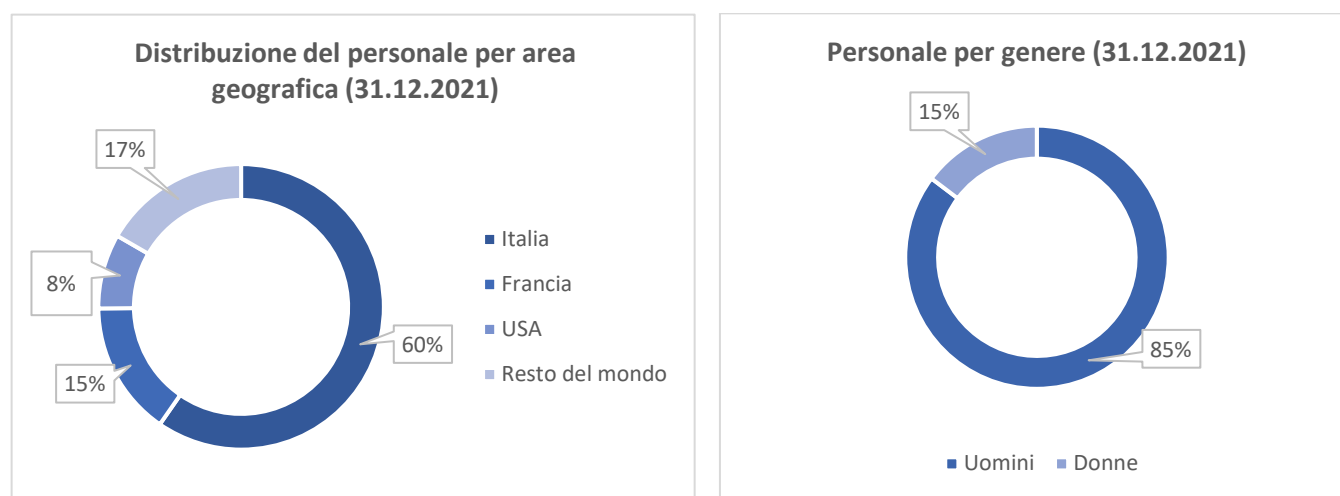 Distribuzione del personale per area
geografica (31.12.2021)
17%
8%
15%
60%
Italia
Francia
USA
Resto del mondo
Personale per genere (31.12.2021)
15%
85%
Uomini Donne